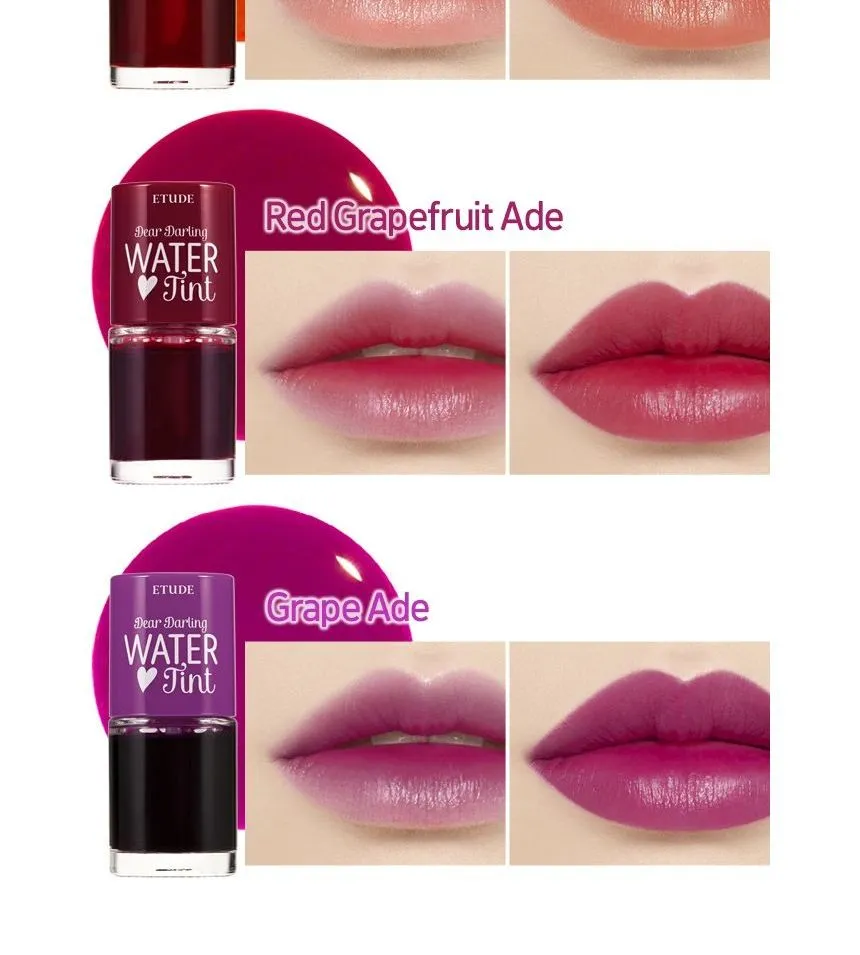 ETUDE
Dear Darling
WATER
Tint
Red Grapefruit Ade
ETUDE
Dear Darling
WATER
Tint
Grape Ade